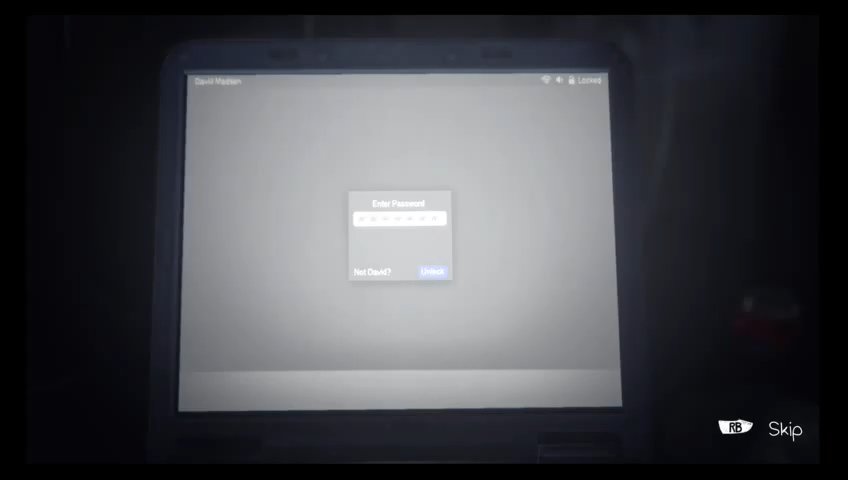 David Madsen
Locked
Enter Password
Not David?
Unlock
RB
Skip